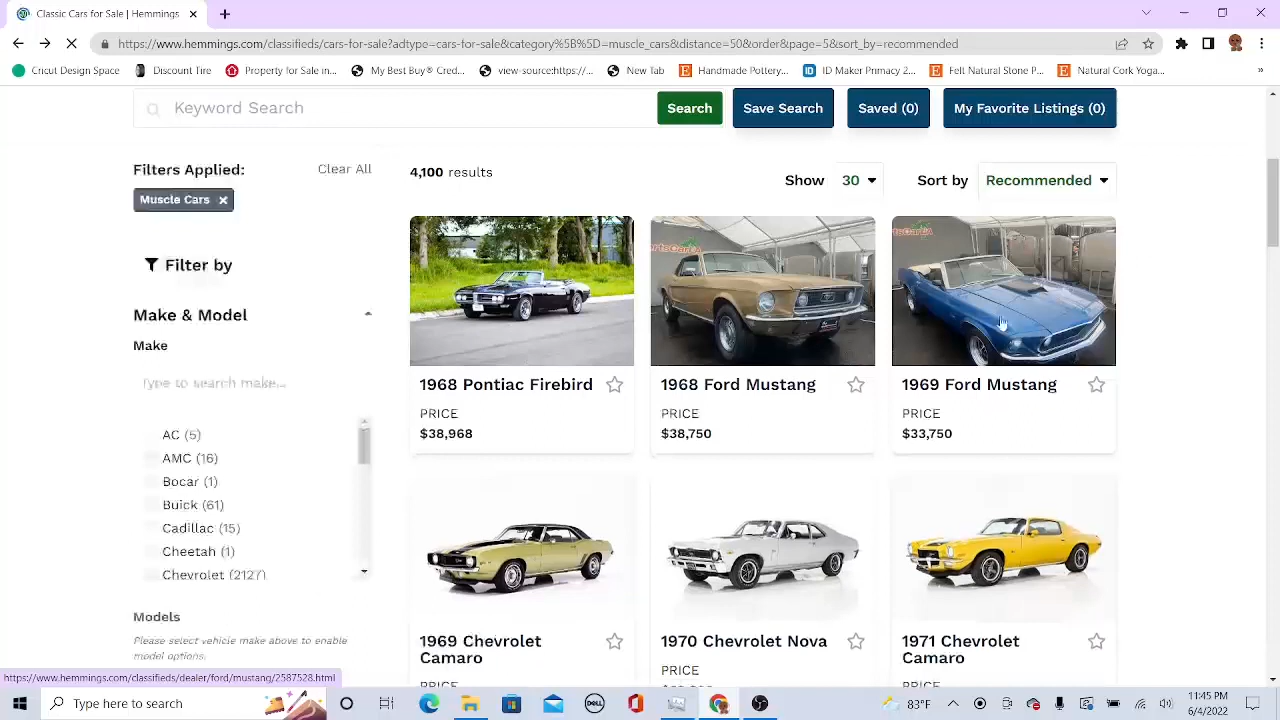 Classic Cars for Sale | Hemmings
https://www.hemmings.com/classifieds/cars-for-sale?adtype=cars-for-sale&category%5B%5D=muscle_cars&distance=50&order&page=5&sort_by=recommended
Cricut Design Space Discount Tire Property for Sale in... My Best Buy® Cred... view-source:https://... New Tab Handmade Pottery... ID Maker Primacy 2... Felt Natural Stone P... Natural Cork Yoga... »
Keyword Search Search Save Search Saved (0) My Favorite Listings (0)
Filters Applied: Clear All 4,100 results Show 30 Sort by Recommended
Muscle Cars
Filter by
Make & Model
Make
Type to search make...
AC (5)
AMC (16)
Bocar (1)
Buick (61)
Cadillac (15)
Cheetah (1)
Chevrolet (2127)
Models
Please select vehicle make above to enable
model options.
1968 Pontiac Firebird
PRICE
$38,968
1968 Ford Mustang
PRICE
$38,750
1969 Ford Mustang
PRICE
$33,750
1969 Chevrolet
Camaro
PRICE
1970 Chevrolet Nova
PRICE
1971 Chevrolet
Camaro
PRICE
https://www.hemmings.com/classifieds/dealer/ford/mustang/2587528.html
Type here to search DELL 83°F 11:45 PM
6/4/2022